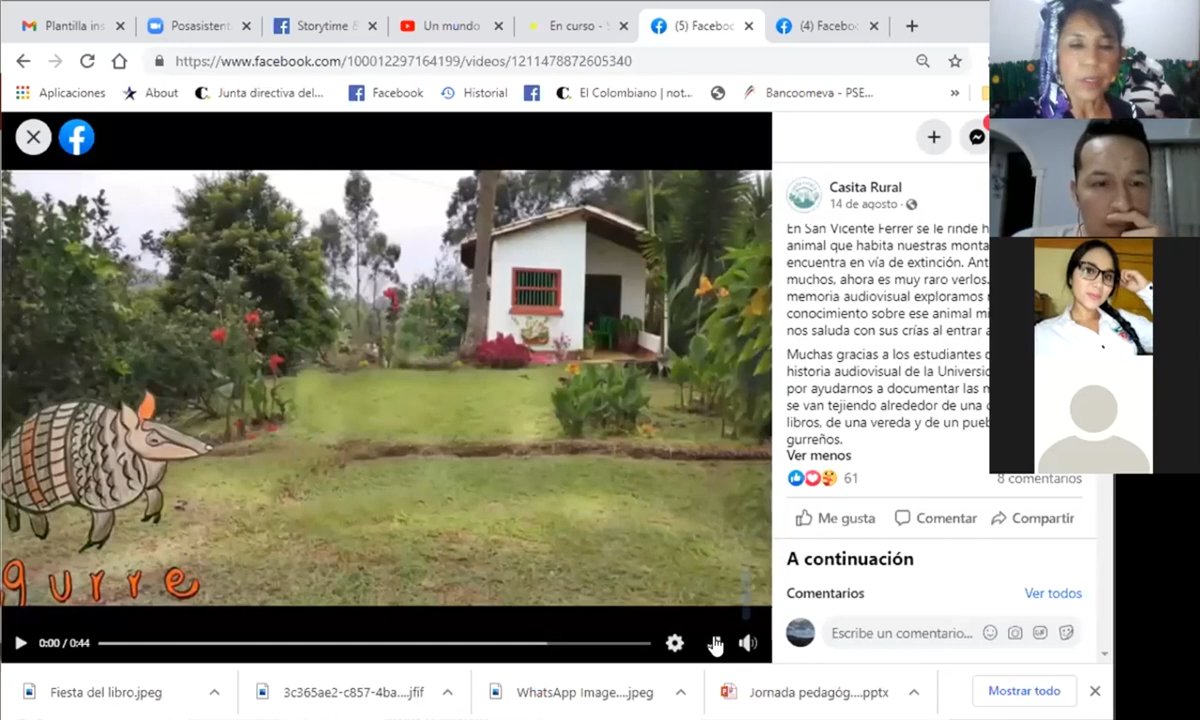 Plantilla ins
Posasistent
Storytime
Un mundo
En curso -
(5) Faceboo
(4) Faceboo
https://www.facebook.com/100012297164199/videos/1211478872605340
Aplicaciones
About
Junta directiva del...
Facebook
Historial
El Colombiano | not...
Bancoomeva - PSE...
»
Casita Rural
14 de agosto ·
En San Vicente Ferrer se le rinde
animal que habita nuestras monta
encuentra en vía de extinción. Ant
muchos, ahora es muy raro verlos.
memoria audiovisual exploramos
conocimiento sobre ese animal mi
nos saluda con sus crías al entrar a
Muchas gracias a los estudiantes
historia audiovisual de la Universi
por ayudarnos a documentar las
se van tejiendo alrededor de una
libros, de una vereda y de un pueb
gurreños.
Ver menos
61
8 comentarios
Me gusta
Comentar
Compartir
A continuación
Comentarios
Ver todos
Escribe un comentario...
GIF
gurre
0:00 / 0:44
Fiesta del libro.jpeg
3c365ae2-c857-4ba....jfif
WhatsApp Image....jpeg
Jornada pedagóg....pptx
Mostrar todo